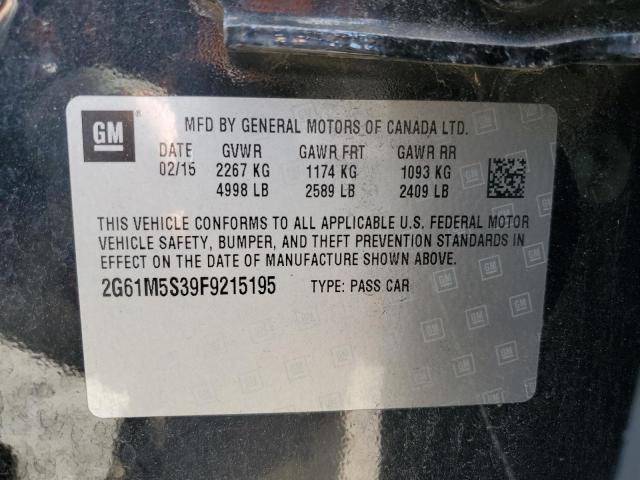 GM ® MFD BY GENERAL MOTORS OF CANADA LTD.
DATE GVWR GAWR FRT GAWR RR
02/15 2267 KG 1174 KG 1093 KG
4998 LB 2589 LB 2409 LB
THIS VEHICLE CONFORMS TO ALL APPLICABLE U.S. FEDERAL MOTOR
VEHICLE SAFETY, BUMPER, AND THEFT PREVENTION STANDARDS IN
EFFECT ON THE DATE OF MANUFACTURE SHOWN ABOVE.
2G61M5S39F9215195 TYPE: PASS CAR